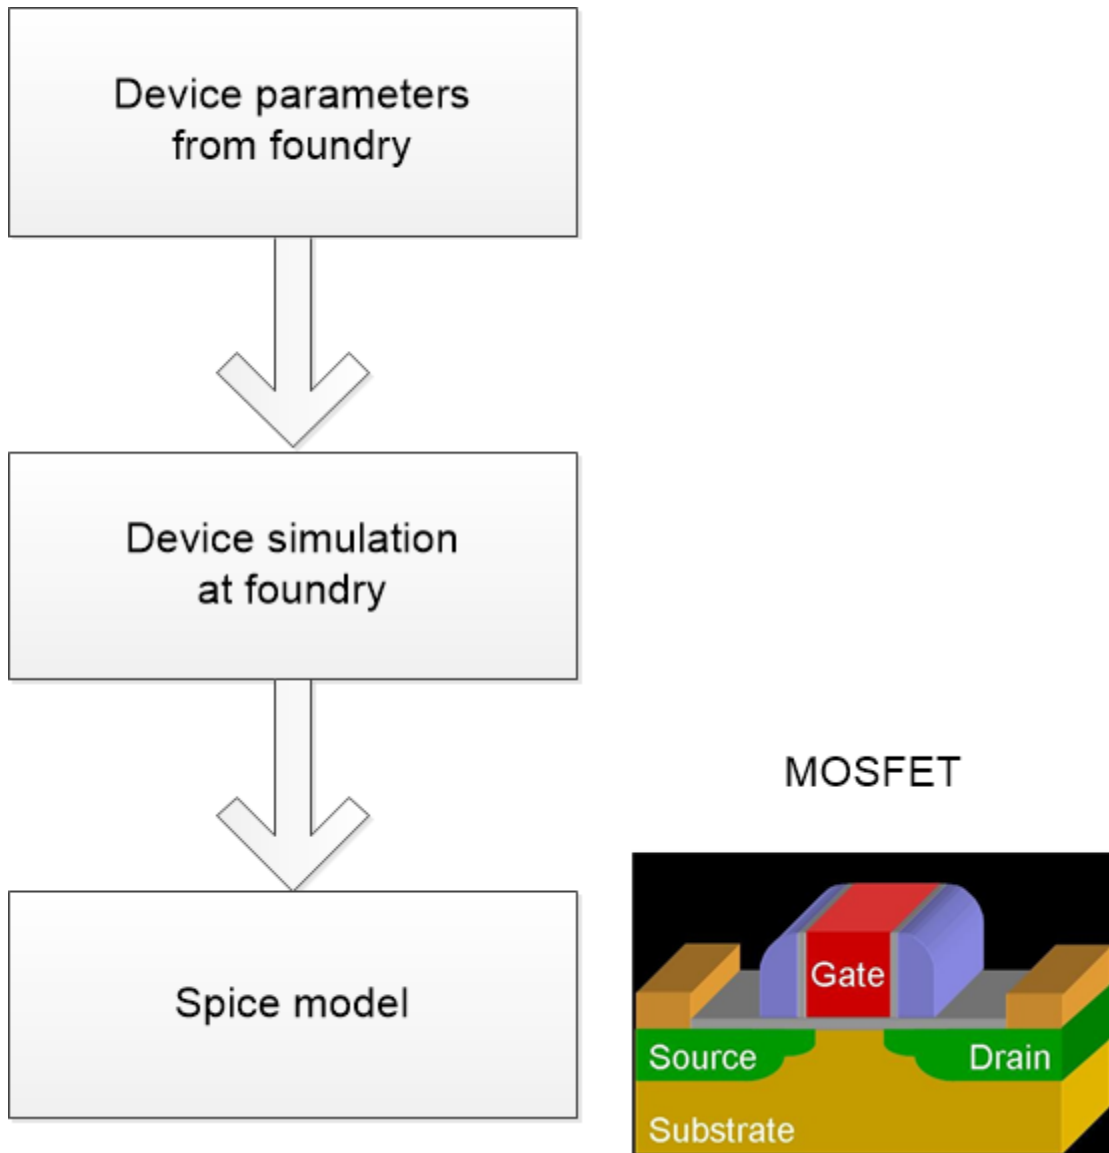 Device parameters
from foundry
Device simulation
at foundry
Spice model
MOSFET
Gate
Source
Drain
Substrate